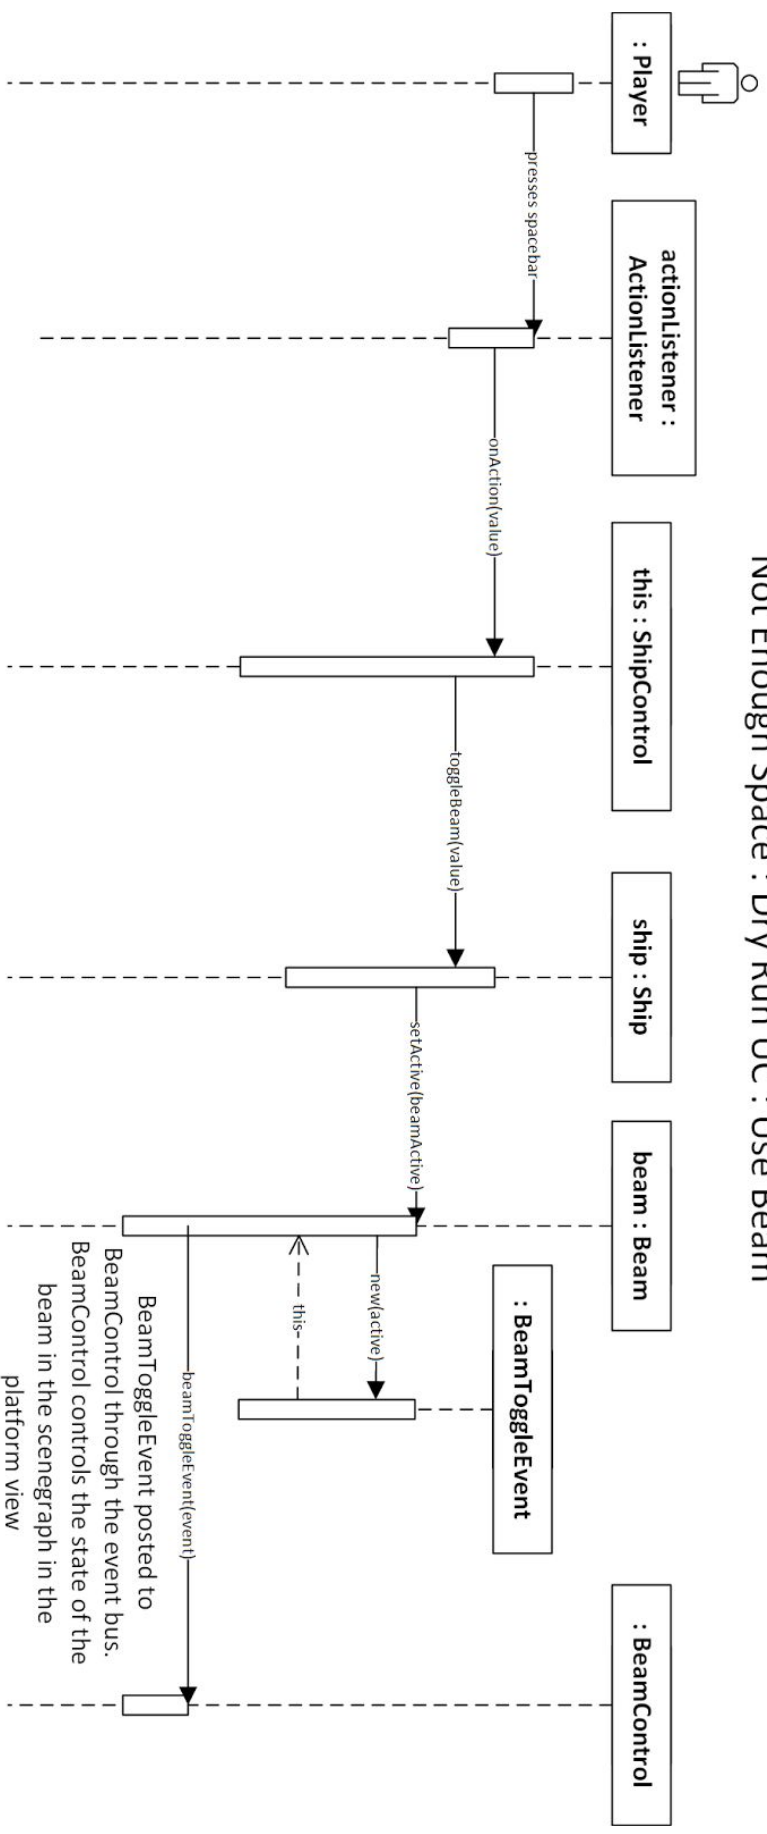 Not Enough Space : Dry Run UC : Use Beam
: Player
actionListener :
ActionListener
this : ShipControl
ship : Ship
beam : Beam
: BeamToggleEvent
: BeamControl
presses spacebar
onAction(value)
toggleBeam(value)
setActive(beamActive)
new(active)
this
beamToggleEvent(event)
BeamToggleEvent posted to
BeamControl through the event bus.
BeamControl controls the state of the
beam in the scenegraph in the
platform view